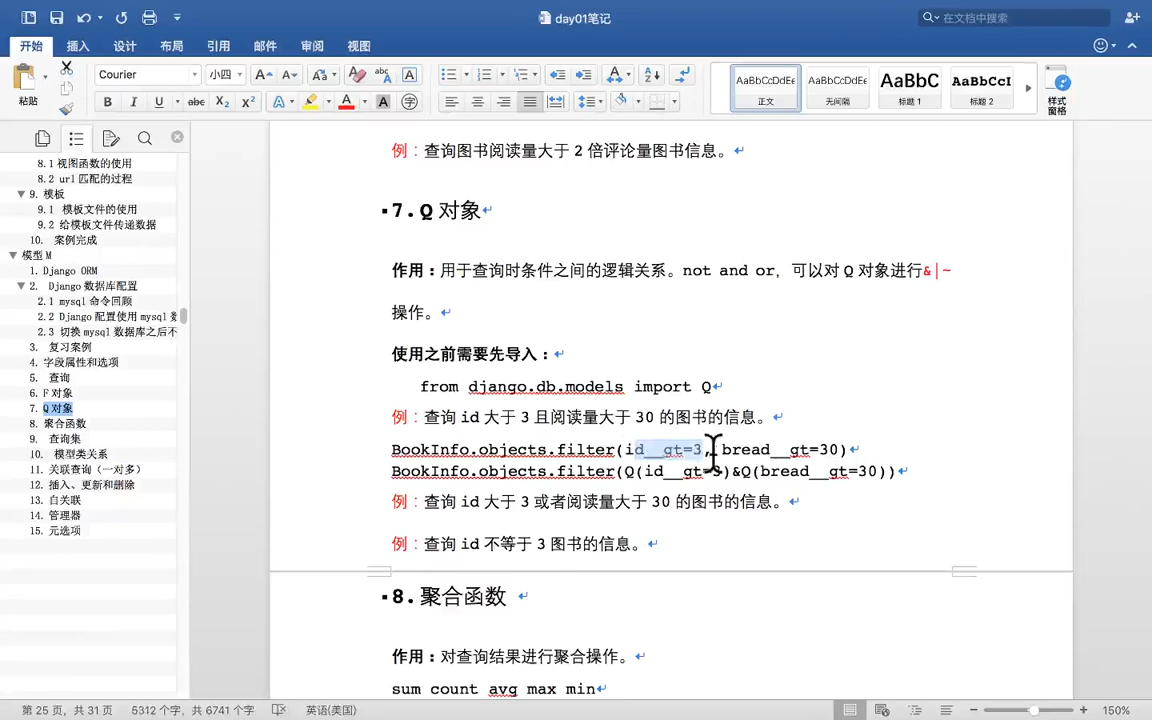 day01笔记
在文档中搜索
开始 插入 设计 布局 引用 邮件 审阅 视图
粘贴
Courier 小四
AaBbCcDdEe AaBbCcDdEe AaBbC AaBbCcI
正文 无间隔 标题 1 标题 2
样式
窗格
8.1 视图函数的使用
8.2 url 匹配的过程
9. 模板
9.1 模板文件的使用
9.2 给模板文件传递数据
10. 案例完成
模型 M
1. Django ORM
2. Django 数据库配置
2.1 mysql 命令回顾
2.2 Django 配置使用 mysql 数
2.3 切换 mysql 数据库之后不
3. 复习案例
4. 字段属性和选项
5. 查询
6. F 对象
7. Q 对象
8. 聚合函数
9. 查询集
10. 模型类关系
11. 关联查询（一对多）
12. 插入、更新和删除
13. 自关联
14. 管理器
15. 元选项
例：查询图书阅读量大于 2 倍评论量图书信息。
7. Q 对象
作用：用于查询时条件之间的逻辑关系。not and or，可以对 Q 对象进行&|~
操作。
使用之前需要先导入：
from django.db.models import Q
例：查询 id 大于 3 且阅读量大于 30 的图书的信息。
BookInfo.objects.filter(id__gt=3, bread__gt=30)
BookInfo.objects.filter(Q(id__gt=3)&Q(bread__gt=30))
例：查询 id 大于 3 或者阅读量大于 30 的图书的信息。
例：查询 id 不等于 3 图书的信息。
8. 聚合函数
作用：对查询结果进行聚合操作。
sum count avg max min
第 25 页，共 31 页 5312 个字，共 6741 个字 英语(美国) 150%